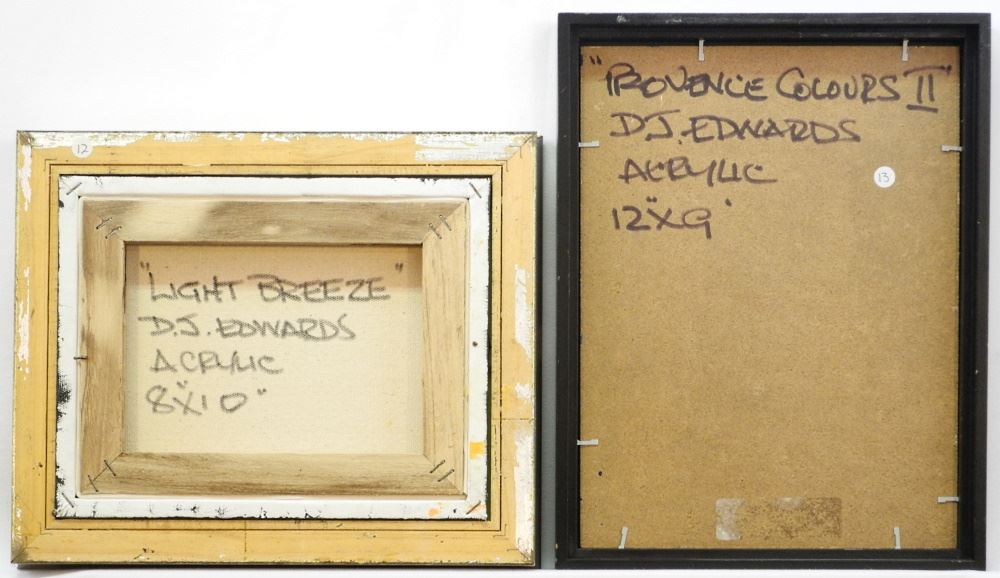 12
"LIGHT BREEZE"
D.J. EDWARDS
ACRYLIC
8"X10"
"PROVENCE COLOURS II"
D.J. EDWARDS
ACRYLIC
13
12"X9"